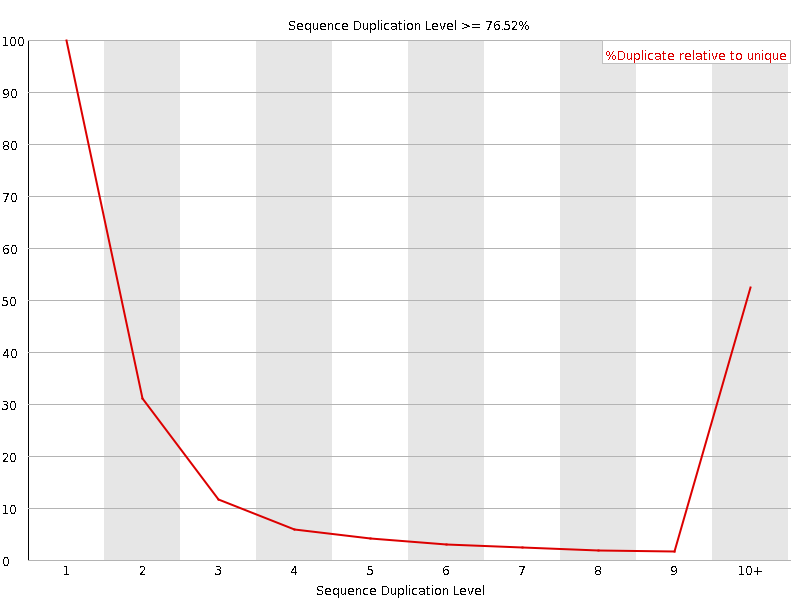 Sequence Duplication Level >= 76.52%
%Duplicate relative to unique
100
90
80
70
60
50
40
30
20
10
0
1 2 3 4 5 6 7 8 9 10+
Sequence Duplication Level